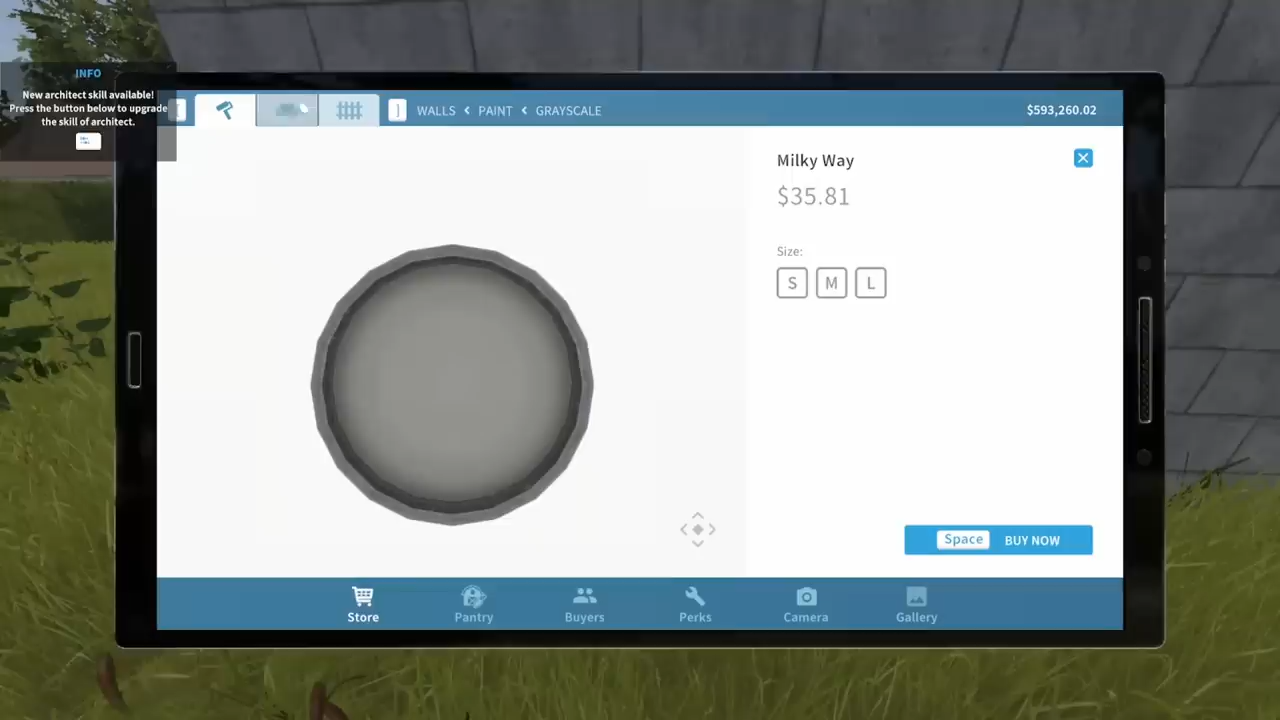 INFO
New architect skill available!
Press the button below to upgrade
the skill of architect.
[
] WALLS < PAINT < GRAYSCALE
$593,260.02
Milky Way
$35.81
Size:
S M L
Space BUY NOW
Store Pantry Buyers Perks Camera Gallery